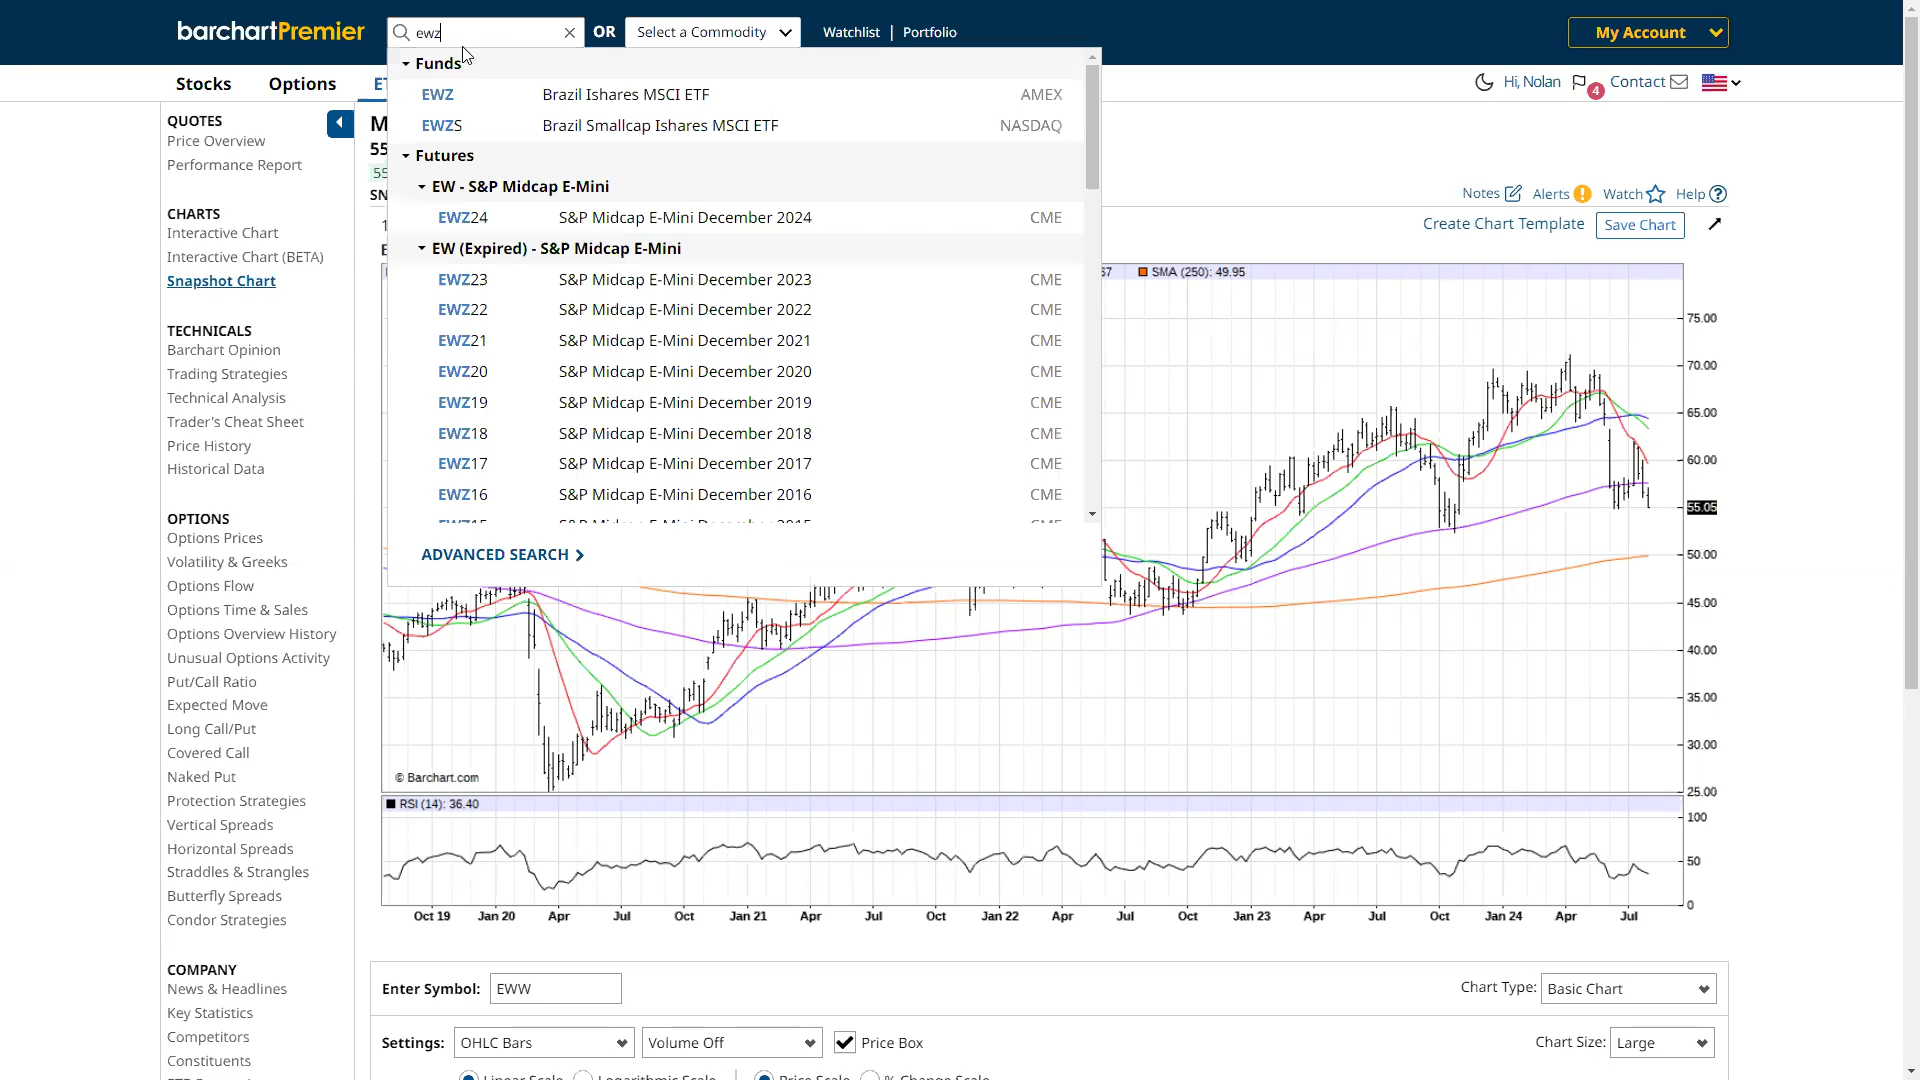 barchartPremier
ewz
OR
Select a Commodity
Watchlist | Portfolio
My Account
Stocks
Options
Hi, Nolan
4
Contact
Funds
EWZ Brazil Ishares MSCI ETF AMEX
EWZS Brazil Smallcap Ishares MSCI ETF NASDAQ
Futures
EW - S&P Midcap E-Mini
EWZ24 S&P Midcap E-Mini December 2024 CME
EW (Expired) - S&P Midcap E-Mini
EWZ23 S&P Midcap E-Mini December 2023 CME
EWZ22 S&P Midcap E-Mini December 2022 CME
EWZ21 S&P Midcap E-Mini December 2021 CME
EWZ20 S&P Midcap E-Mini December 2020 CME
EWZ19 S&P Midcap E-Mini December 2019 CME
EWZ18 S&P Midcap E-Mini December 2018 CME
EWZ17 S&P Midcap E-Mini December 2017 CME
EWZ16 S&P Midcap E-Mini December 2016 CME
ADVANCED SEARCH
QUOTES
Price Overview
Performance Report
CHARTS
Interactive Chart
Interactive Chart (BETA)
Snapshot Chart
TECHNICALS
Barchart Opinion
Trading Strategies
Technical Analysis
Trader's Cheat Sheet
Price History
Historical Data
OPTIONS
Options Prices
Volatility & Greeks
Options Flow
Options Time & Sales
Options Overview History
Unusual Options Activity
Put/Call Ratio
Expected Move
Long Call/Put
Covered Call
Naked Put
Protection Strategies
Vertical Spreads
Horizontal Spreads
Straddles & Strangles
Butterfly Spreads
Condor Strategies
COMPANY
News & Headlines
Key Statistics
Competitors
Constituents
Notes
Alerts !
Watch
Help ?
Create Chart Template
Save Chart
SMA (250): 49.95
75.00
70.00
65.00
60.00
55.05
50.00
45.00
40.00
35.00
30.00
25.00
© Barchart.com
RSI (14): 36.40
100
50
0
Oct 19 Jan 20 Apr Jul Oct Jan 21 Apr Jul Oct Jan 22 Apr Jul Oct Jan 23 Apr Jul Oct Jan 24 Apr Jul
Enter Symbol: EWW
Chart Type: Basic Chart
Settings: OHLC Bars Volume Off Price Box
Chart Size: Large
Linear Scale Logarithmic Scale | Price Scale % Change Scale